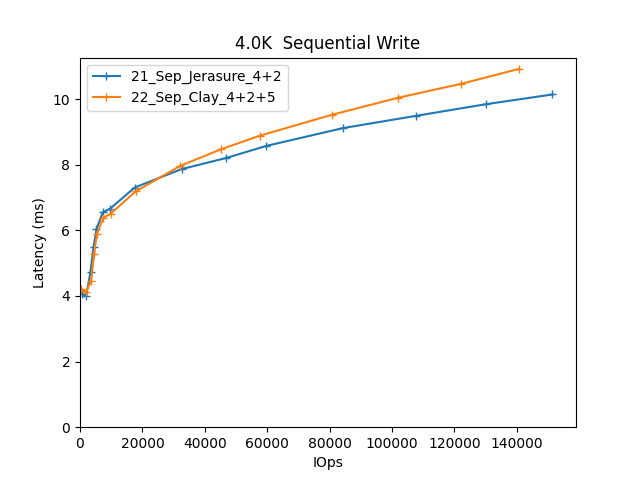 4.0K  Sequential Write
21_Sep_Jerasure_4+2
22_Sep_Clay_4+2+5
Latency (ms)
10
8
6
4
2
0
0 20000 40000 60000 80000 100000 120000 140000
IOps